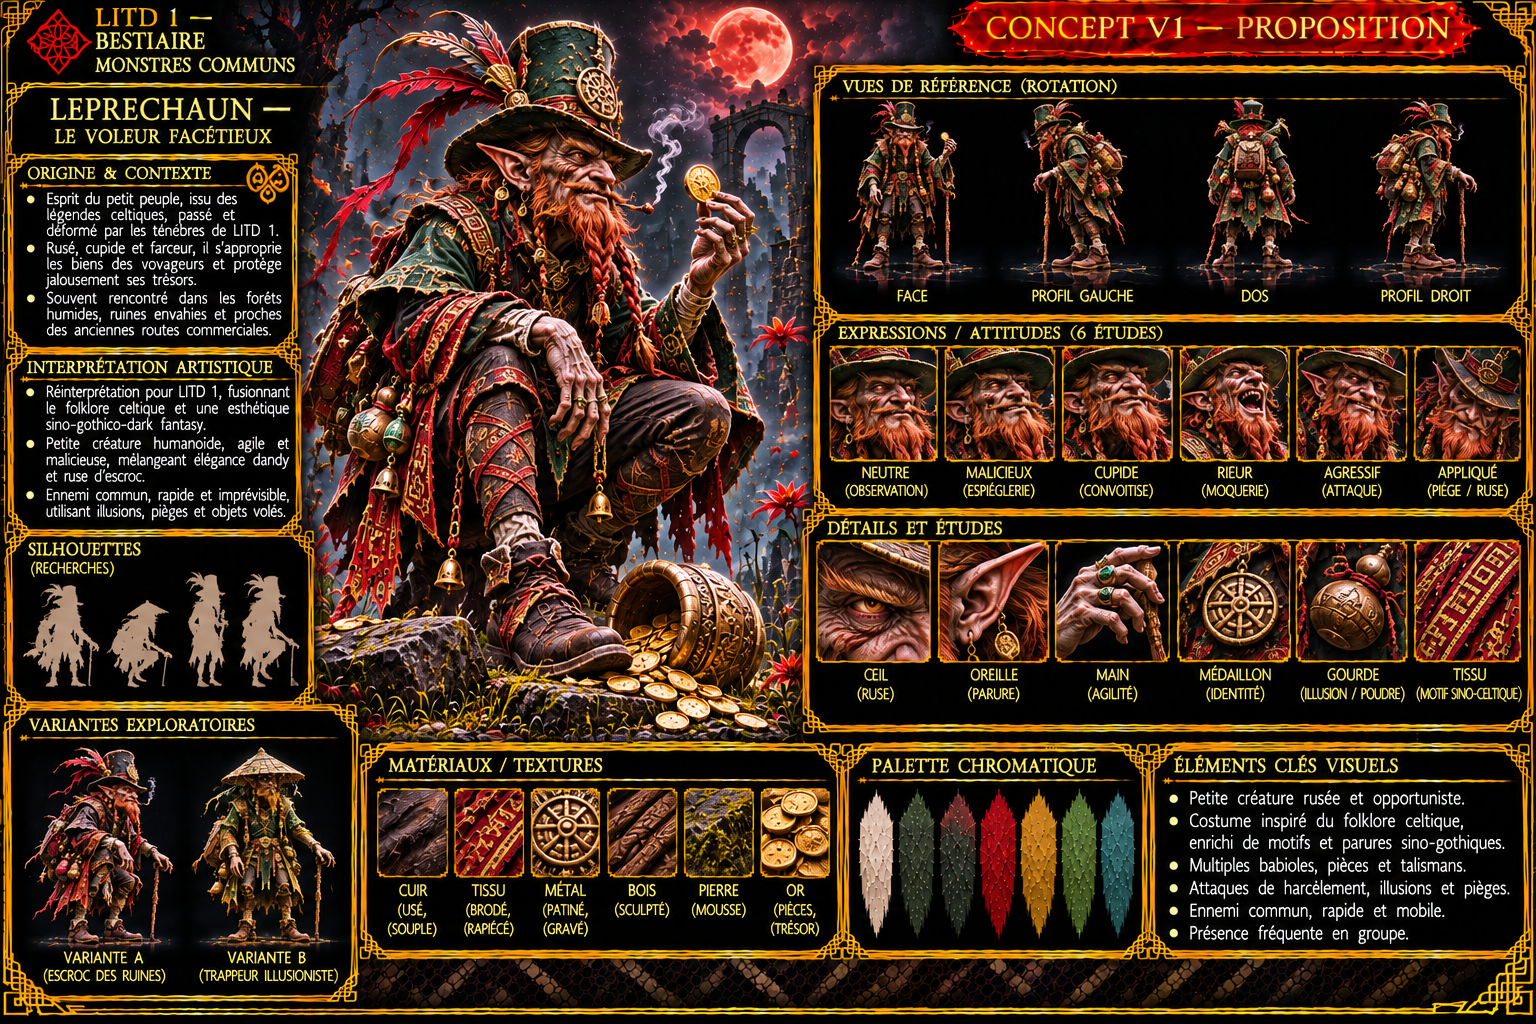 LITD 1 —
BESTIAIRE
MONSTRES COMMUNS
LEPRECHAUN —
LE VOLEUR FACÉTIEUX
ORIGINE & CONTEXTE
Esprit du petit peuple, issu des
légendes celtiques, passé et
déformé par les ténèbres de LITD 1.
Rusé, cupide et farceur, il s'approprie
les biens des voyageurs et protège
jalousement ses trésors.
Souvent rencontré dans les forêts
humides, ruines envahies et proches
des anciennes routes commerciales.
INTERPRÉTATION ARTISTIQUE
Réinterprétation pour LITD 1, fusionnant
le folklore celtique et une esthétique
sino-gothico-dark fantasy.
Petite créature humanoide, agile et
malicieuse, mélangeant élégance dandy
et ruse d'escroc.
Ennemi commun, rapide et imprévisible,
utilisant illusions, pièges et objets volés.
SILHOUETTES
(RECHERCHES)
VARIANTES EXPLORATOIRES
VARIANTE A
(ESCROC DES RUINES)
VARIANTE B
(TRAPPEUR ILLUSIONISTE)
CONCEPT V1 — PROPOSITION
VUES DE RÉFÉRENCE (ROTATION)
FACE
PROFIL GAUCHE
DOS
PROFIL DROIT
EXPRESSIONS / ATTITUDES (6 ÉTUDES)
NEUTRE
(OBSERVATION)
MALICIEUX
(ESPIÉGLERIE)
CUPIDE
(CONVOITISE)
RIEUR
(MOQUERIE)
AGRESSIF
(ATTAQUE)
APPLIQUÉ
(PIÉGE / RUSE)
DÉTAILS ET ÉTUDES
ŒIL
(RUSE)
OREILLE
(PARURE)
MAIN
(AGILITÉ)
MÉDAILLON
(IDENTITÉ)
GOURDE
(ILLUSION / POUDRE)
TISSU
(MOTIF SINO-CELTIQUE)
MATÉRIAUX / TEXTURES
CUIR
(USÉ,
(SOUPLE)
TISSU
(BRODÉ,
(RAPIÉCÉ)
MÉTAL
(PATINÉ,
GRAVÉ)
BOIS
(SCULPTÉ)
PIERRE
(MOUSSE)
OR
(PIÈCES,
(TRÉSOR)
PALETTE CHROMATIQUE
ÉLÉMENTS CLÉS VISUELS
Petite créature rusée et opportuniste.
Costume inspiré du folklore celtique,
enrichi de motifs et parures sino-gothiques.
Multiples babioles, pièces et talismans.
Attaques de harcèlement, illusions et pièges.
Ennemi commun, rapide et mobile.
Présence fréquente en groupe.